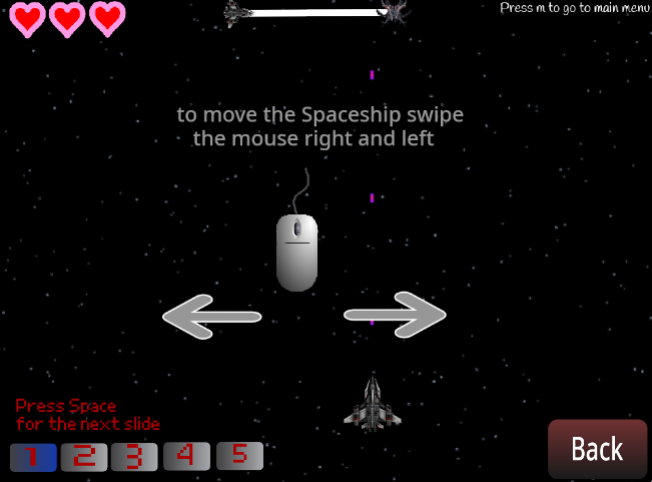 Press m to go to main menu
to move the Spaceship swipe
the mouse right and left
Press Space
for the next slide
1 2 3 4 5
Back